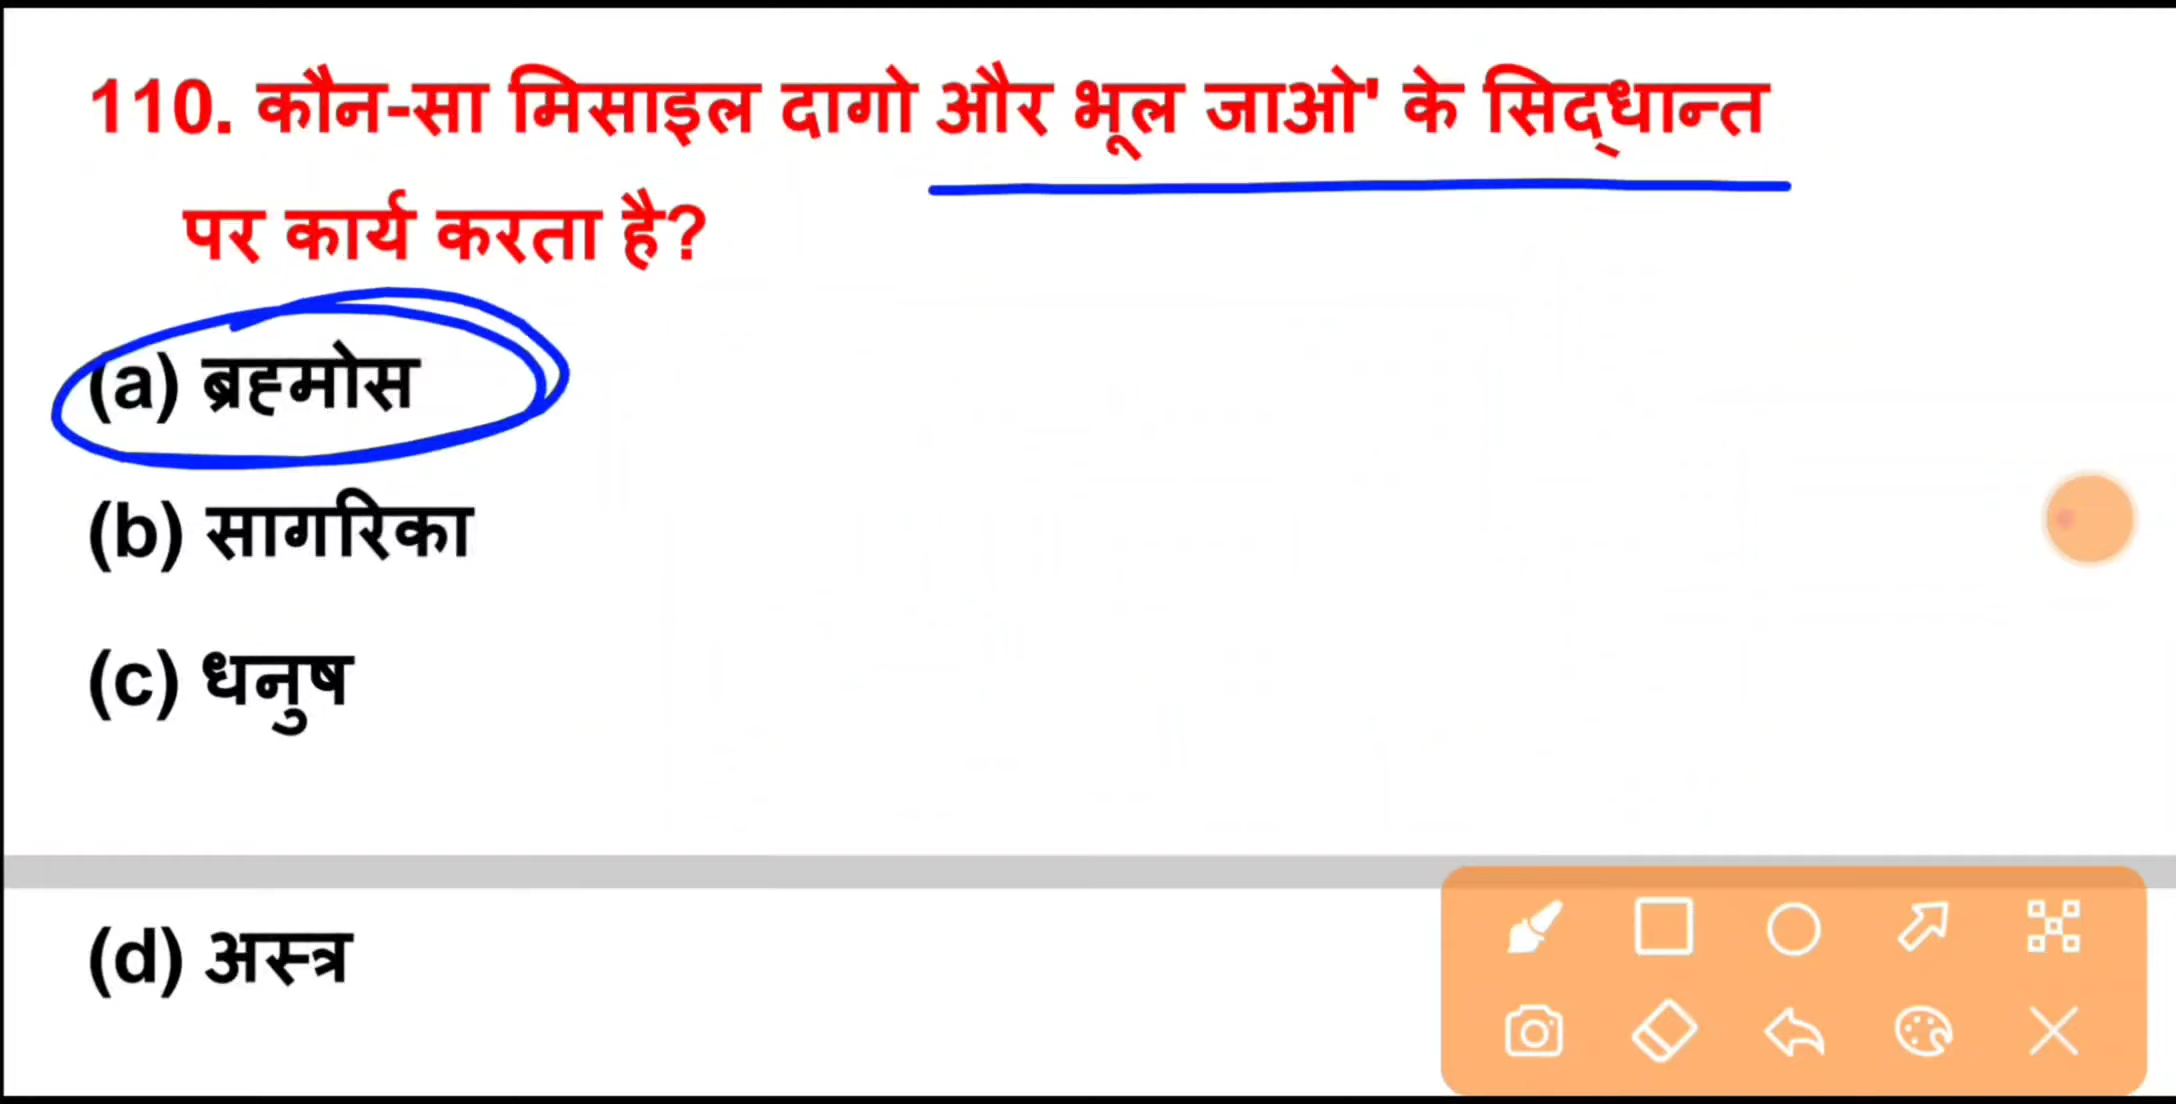 110. कौन-सा मिसाइल दागो और भूल जाओ' के सिद्धान्त
पर कार्य करता है?
(a) ब्रह्मोस
(b) सागरिका
(c) धनुष
(d) अस्त्र